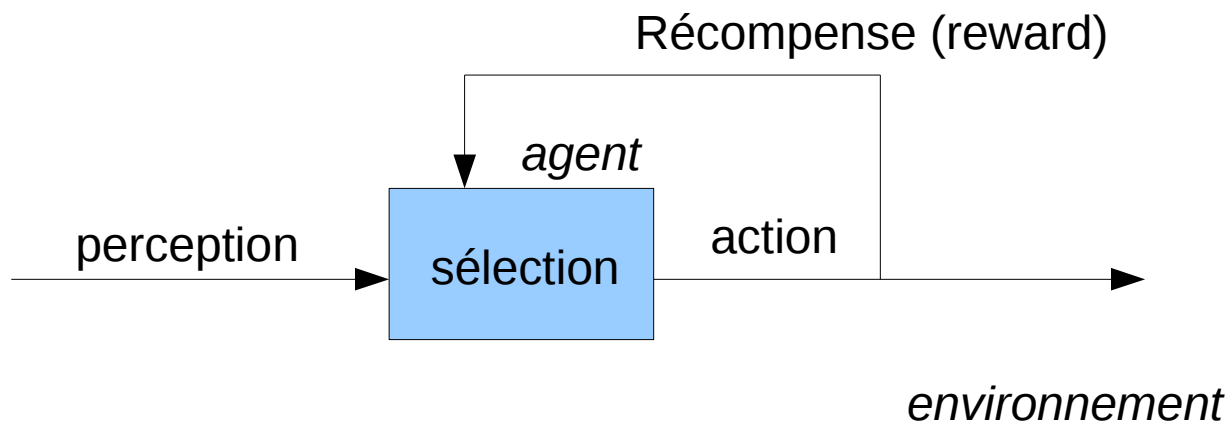 Récompense (reward)
agent
perception
sélection
action
environnement